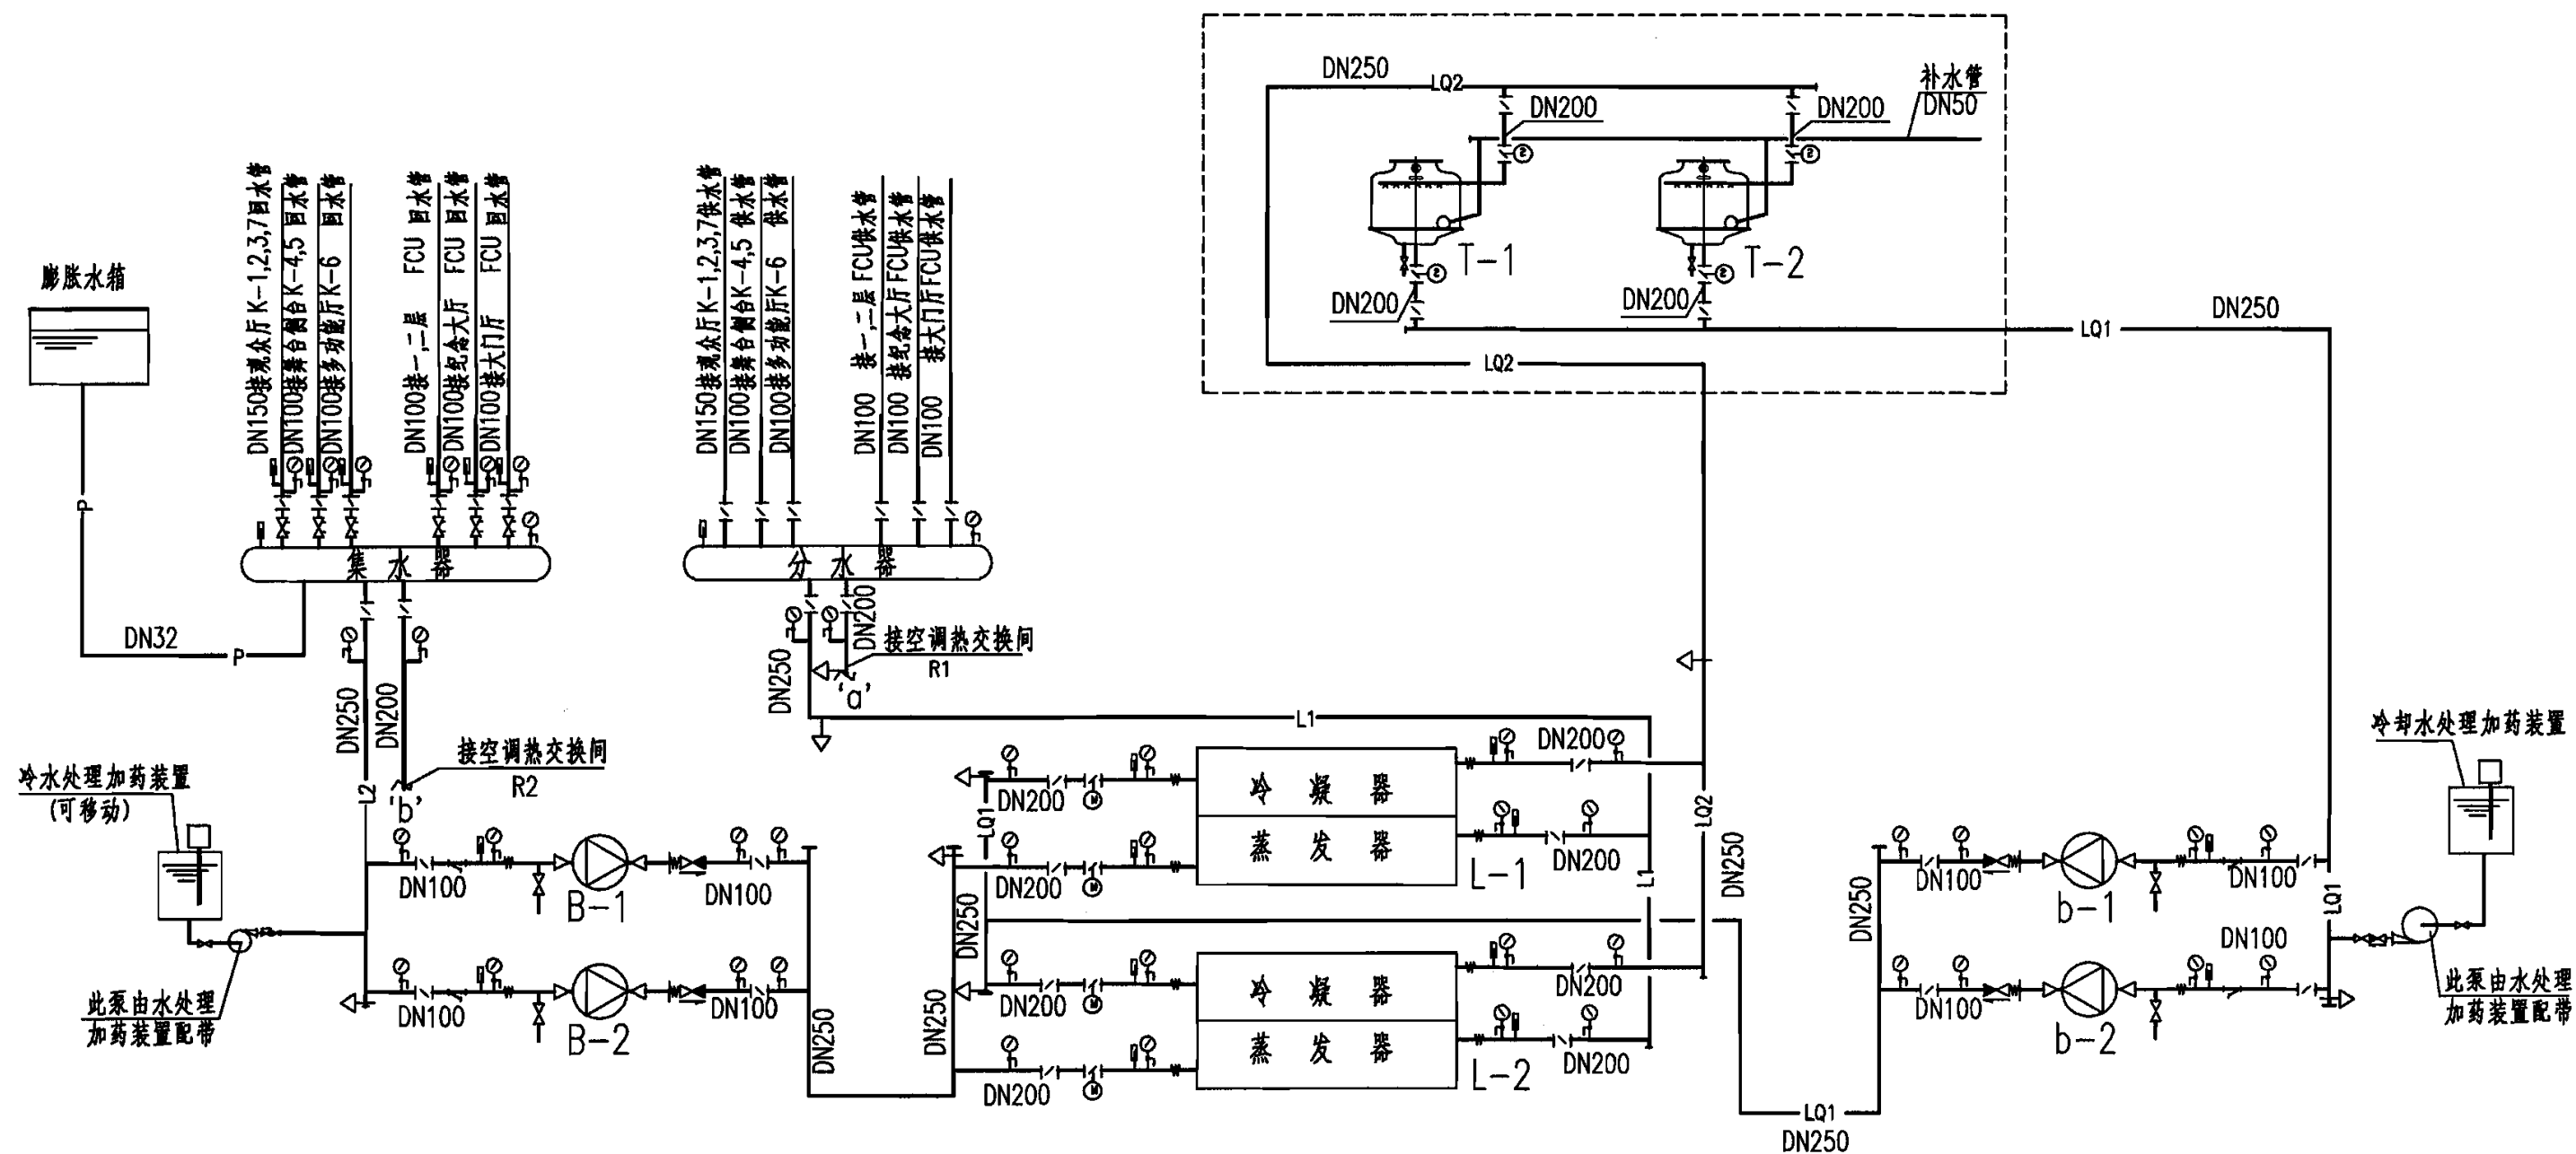 DN250
LQ2
补水管
DN50
DN200
DN200
T-1
T-2
DN200
DN200
LQ1
DN250
LQ2
膨胀水箱
DN150接观众厅K-1,2,3,7回水管
DN100接舞台侧台K-4,5 回水管
DN100接多功能厅K-6 回水管
DN100接一,二层 FCU 回水管
DN100接纪念大厅 FCU 回水管
DN100接大门厅 FCU 回水管
DN150接观众厅K-1,2,3,7供水管
DN100接舞台侧台K-4,5 供水管
DN100接多功能厅K-6 供水管
DN100 接一,二层FCU供水管
DN100 接纪念大厅FCU供水管
DN100 接大门厅FCU供水管
P
集水器
分水器
DN32
P
DN250
DN200
DN250
DN200
接空调热交换间
R1
'a'
接空调热交换间
R2
'b'
L2
L1
冷水处理加药装置
(可移动)
此泵由水处理
加药装置配带
DN100
B-1
DN100
DN100
B-2
DN100
DN250
DN250
DN250
LQ1
DN200
DN200
DN200
DN200
冷凝器
蒸发器
L-1
DN200
DN200
冷凝器
蒸发器
L-2
DN200
DN200
L1
LQ2
DN250
LQ1
DN250
DN250
DN100
b-1
DN100
DN100
b-2
DN100
LQ1
冷却水处理加药装置
此泵由水处理
加药装置配带